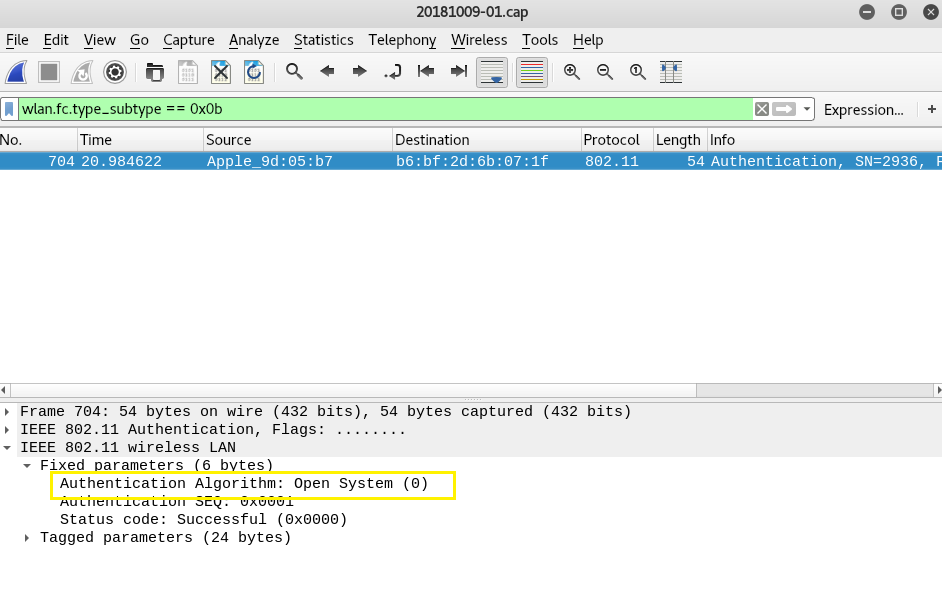 20181009-01.cap
File Edit View Go Capture Analyze Statistics Telephony Wireless Tools Help
wlan.fc.type_subtype == 0x0b Expression... +
No. Time Source Destination Protocol Length Info
704 20.984622 Apple_9d:05:b7 b6:bf:2d:6b:07:1f 802.11 54 Authentication, SN=2936, F
Frame 704: 54 bytes on wire (432 bits), 54 bytes captured (432 bits)
IEEE 802.11 Authentication, Flags: ........
IEEE 802.11 wireless LAN
Fixed parameters (6 bytes)
Authentication Algorithm: Open System (0)
Authentication SEQ: 0x0001
Status code: Successful (0x0000)
Tagged parameters (24 bytes)